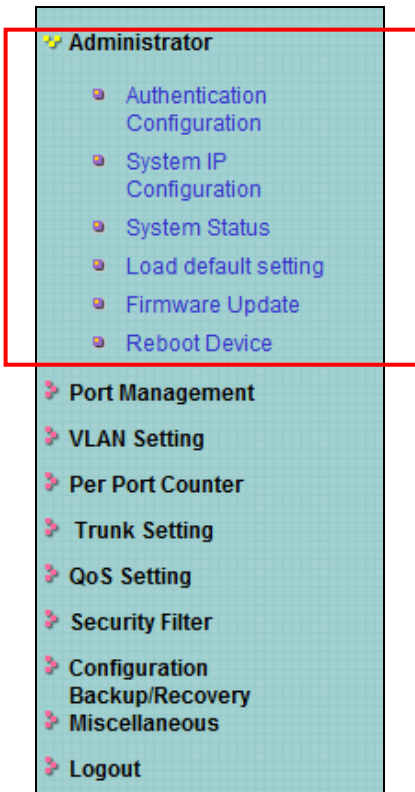 Administrator
Authentication
Configuration
System IP
Configuration
System Status
Load default setting
Firmware Update
Reboot Device
Port Management
VLAN Setting
Per Port Counter
Trunk Setting
QoS Setting
Security Filter
Configuration
Backup/Recovery
Miscellaneous
Logout